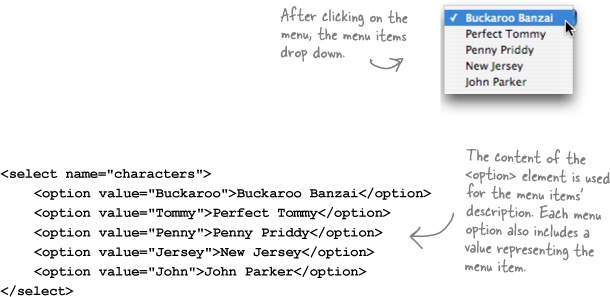 After clicking on the
menu, the menu items
drop down.
✓ Buckaroo Banzai
Perfect Tommy
Penny Priddy
New Jersey
John Parker
<select name="characters">
<option value="Buckaroo">Buckaroo Banzai</option>
<option value="Tommy">Perfect Tommy</option>
<option value="Penny">Penny Priddy</option>
<option value="Jersey">New Jersey</option>
<option value="John">John Parker</option>
</select>
The content of the
<option> element is used
for the menu items'
description. Each menu
option also includes a
value representing the
menu item.